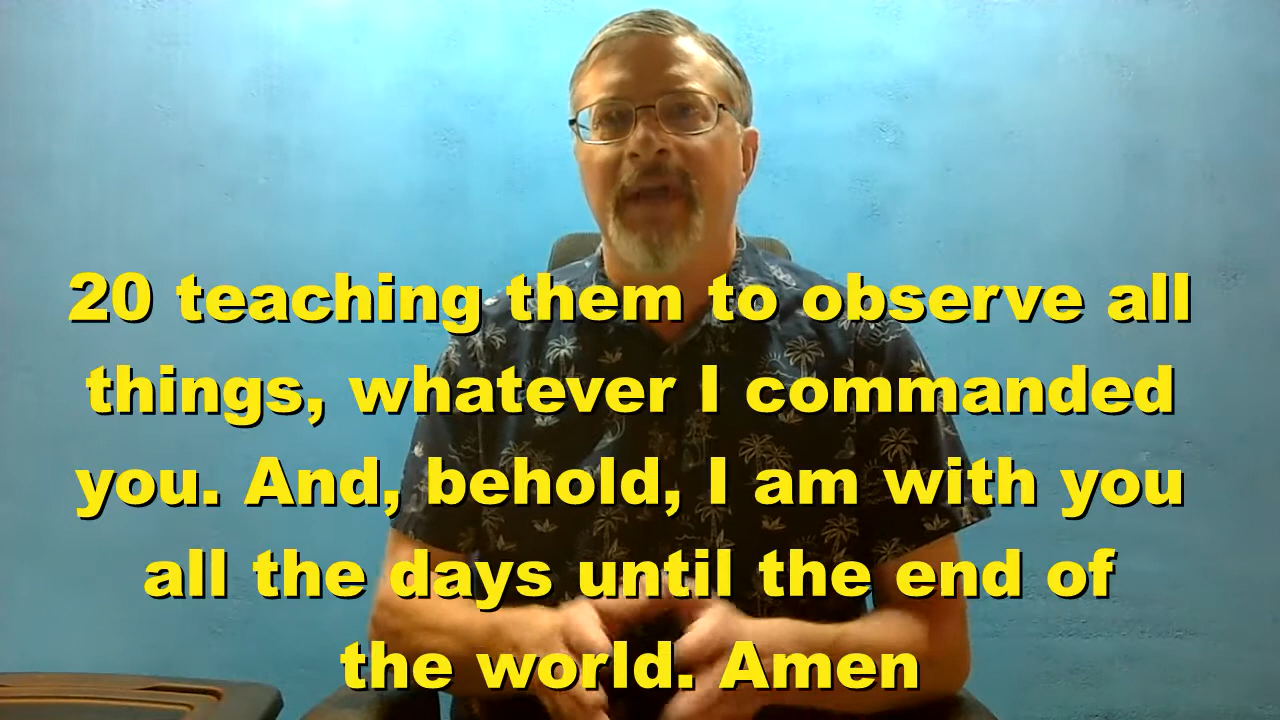 20 teaching them to observe all
things, whatever I commanded
you. And, behold, I am with you
all the days until the end of
the world. Amen